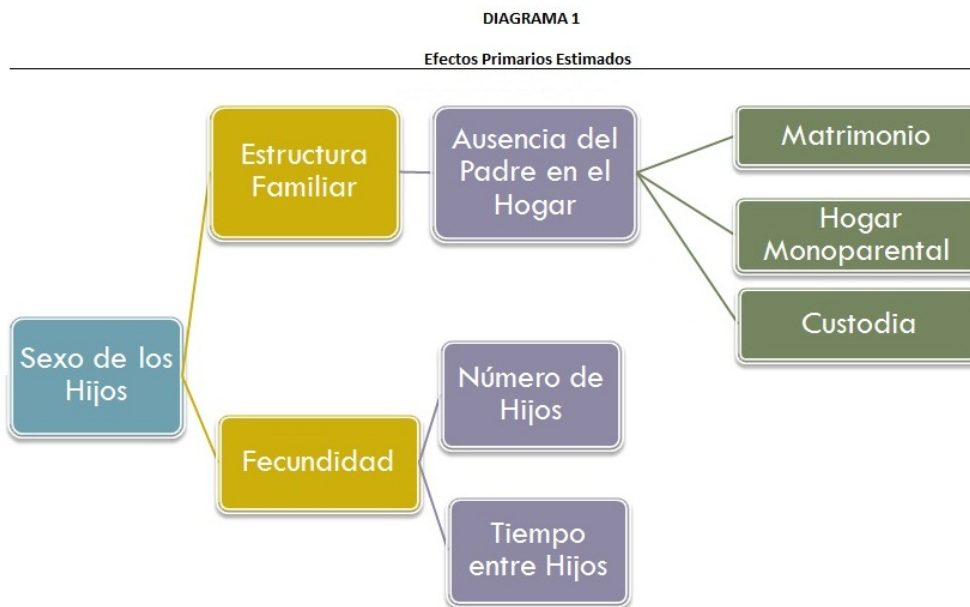 DIAGRAMA 1
Efectos Primarios Estimados
Estructura
Familiar
Ausencia del
Padre en el
Hogar
Matrimonio
Hogar
Monoparental
Custodia
Sexo de los
Hijos
Fecundidad
Número de
Hijos
Tiempo
entre Hijos